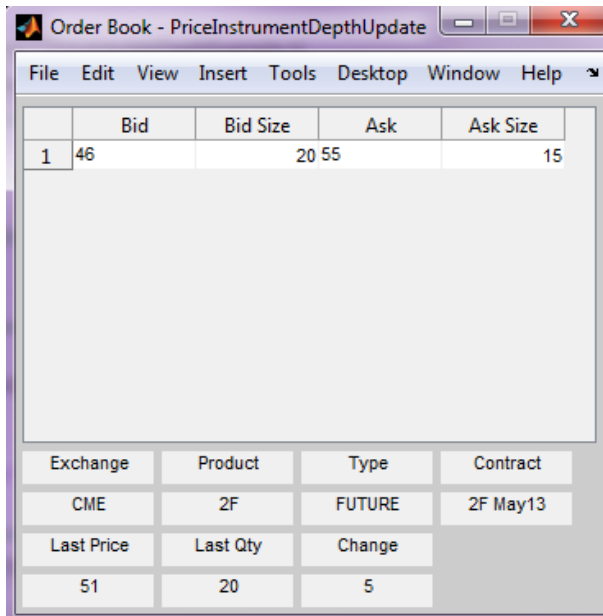 Order Book - PriceInstrumentDepthUpdate
File Edit View Insert Tools Desktop Window Help
Bid Bid Size Ask Ask Size
1 46 20 55 15
Exchange Product Type Contract
CME 2F FUTURE 2F May13
Last Price Last Qty Change
51 20 5